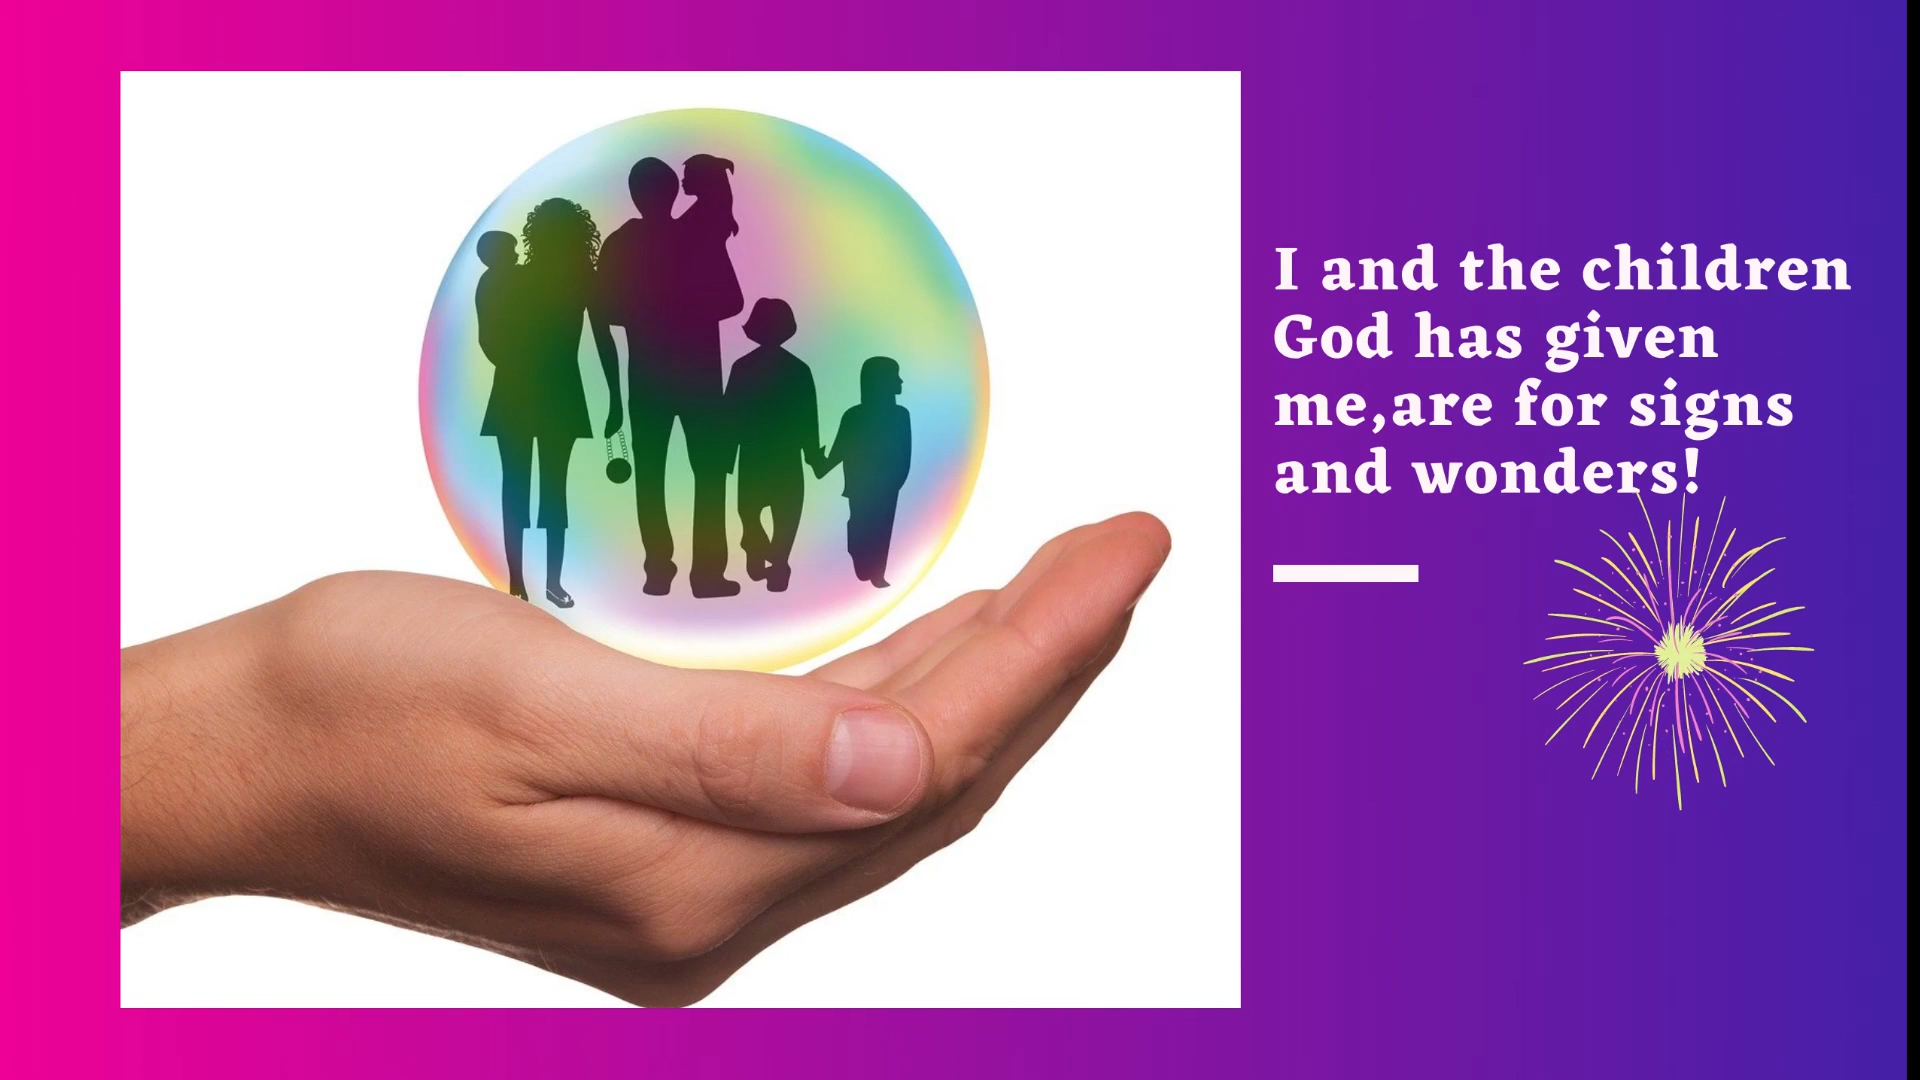 I and the children
God has given
me,are for signs
and wonders!